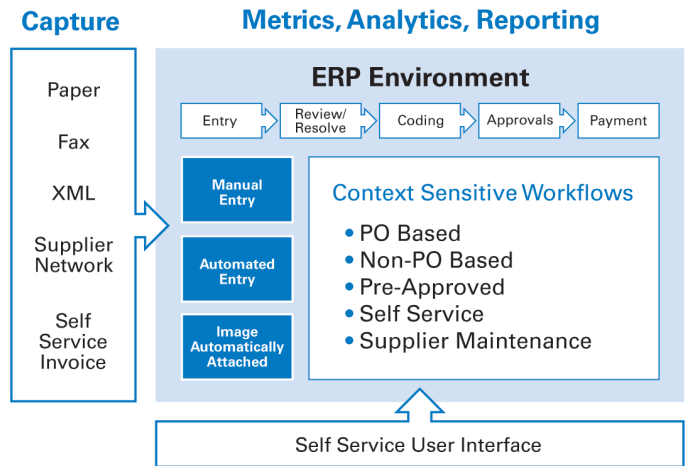 Capture
Metrics, Analytics, Reporting
Paper
Fax
XML
Supplier
Network
Self
Service
Invoice
ERP Environment
Entry
Review/
Resolve
Coding
Approvals
Payment
Manual
Entry
Automated
Entry
Image
Automatically
Attached
Context Sensitive Workflows
• PO Based
• Non-PO Based
• Pre-Approved
• Self Service
• Supplier Maintenance
Self Service User Interface